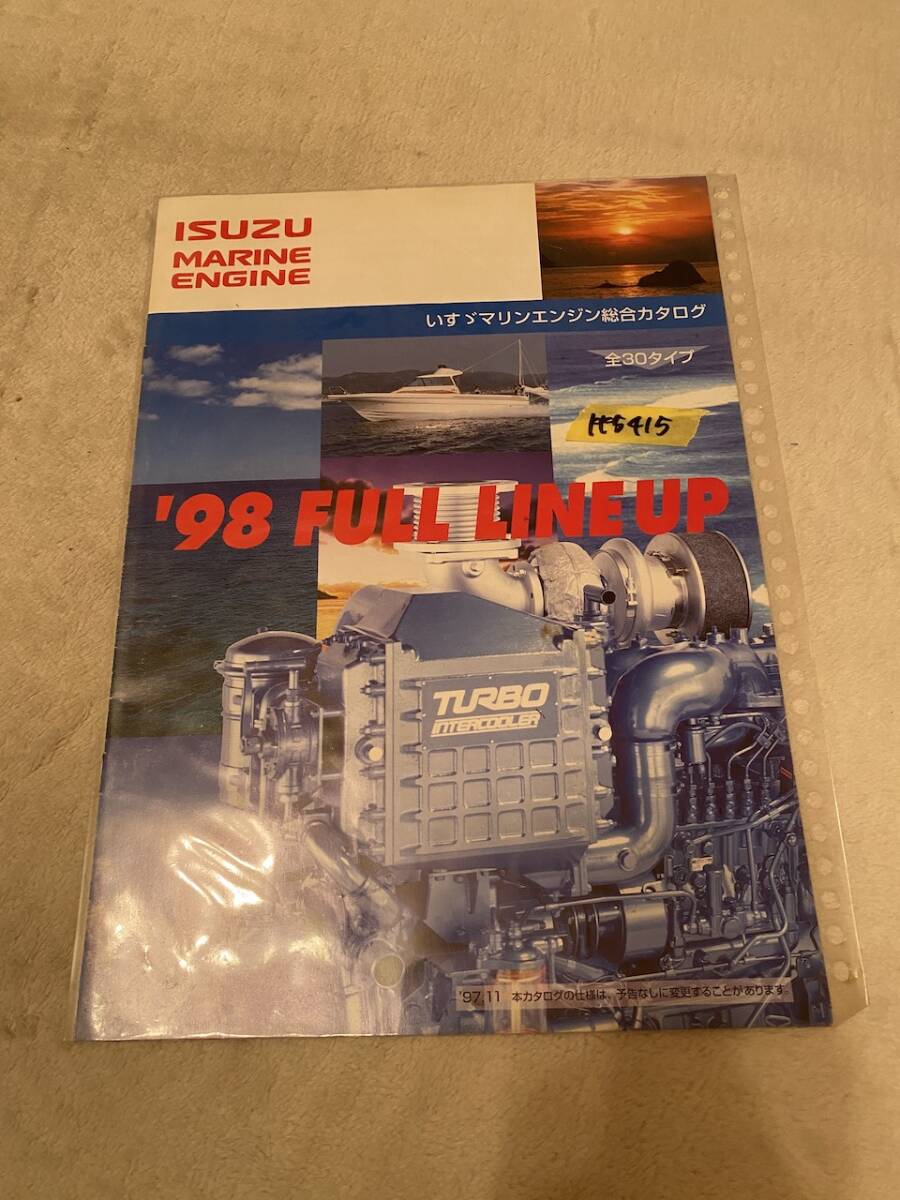 ISUZU
MARINE
ENGINE
いすゞマリンエンジン総合カタログ
全30タイプ
'98 FULL LINE UP
TURBO
INTERCOOLER
'97.11 本カタログの仕様は、予告なしに変更することがあります。